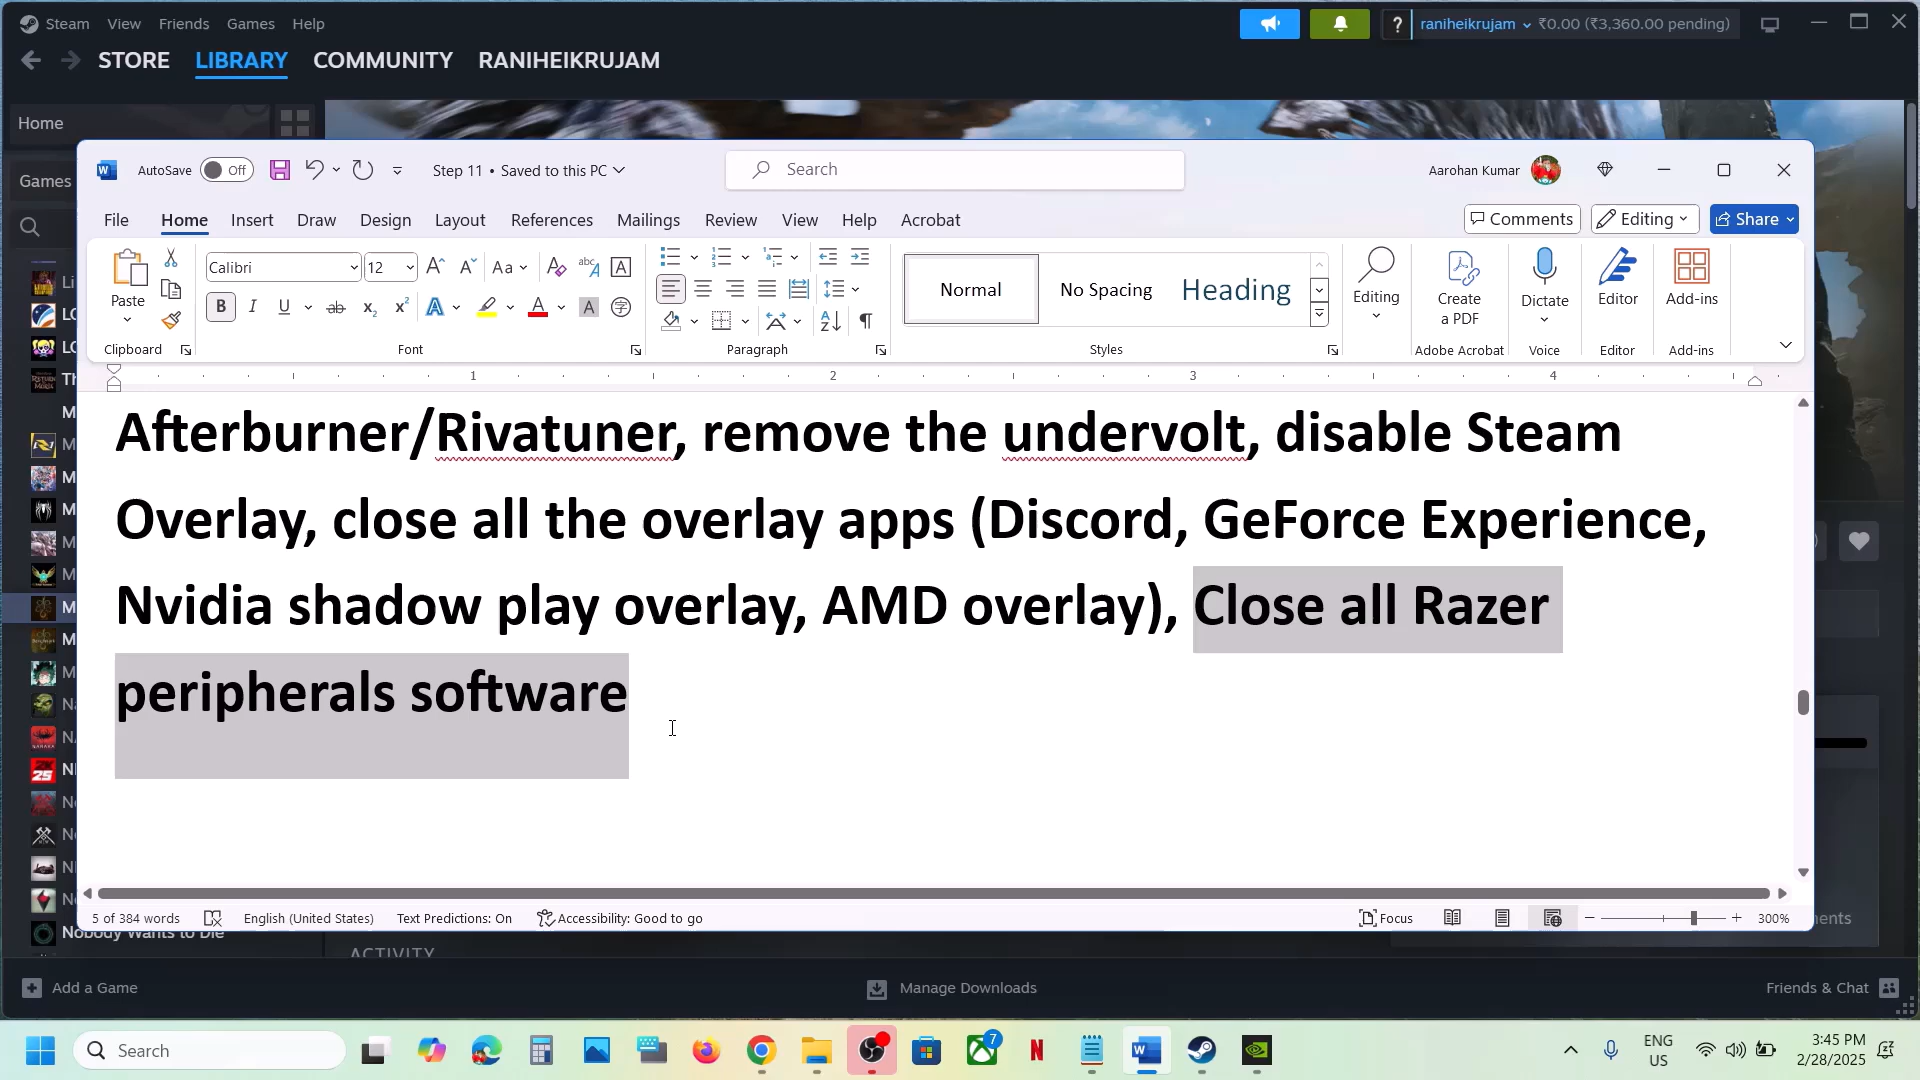 Steam View Friends Games Help
raniheikrujam ₹0.00 (₹3,360.00 pending)
STORE LIBRARY COMMUNITY RANIHEIKRUJAM
Home
Games
AutoSave Off Step 11 • Saved to this PC Search Aarohan Kumar
File Home Insert Draw Design Layout References Mailings Review View Help Acrobat Comments Editing Share
Paste Calibri 12 Normal No Spacing Heading Editing Create a PDF Dictate Editor Add-ins
Clipboard Font Paragraph Styles Adobe Acrobat Voice Editor Add-ins
1 2 3 4
Afterburner/Rivatuner, remove the undervolt, disable Steam
Overlay, close all the overlay apps (Discord, GeForce Experience,
Nvidia shadow play overlay, AMD overlay), Close all Razer
peripherals software
5 of 384 words English (United States) Text Predictions: On Accessibility: Good to go Focus 300%
Nobody Wants to Die
ACTIVITY
Add a Game Manage Downloads Friends & Chat
Search 7 ENG US 3:45 PM 2/28/2025